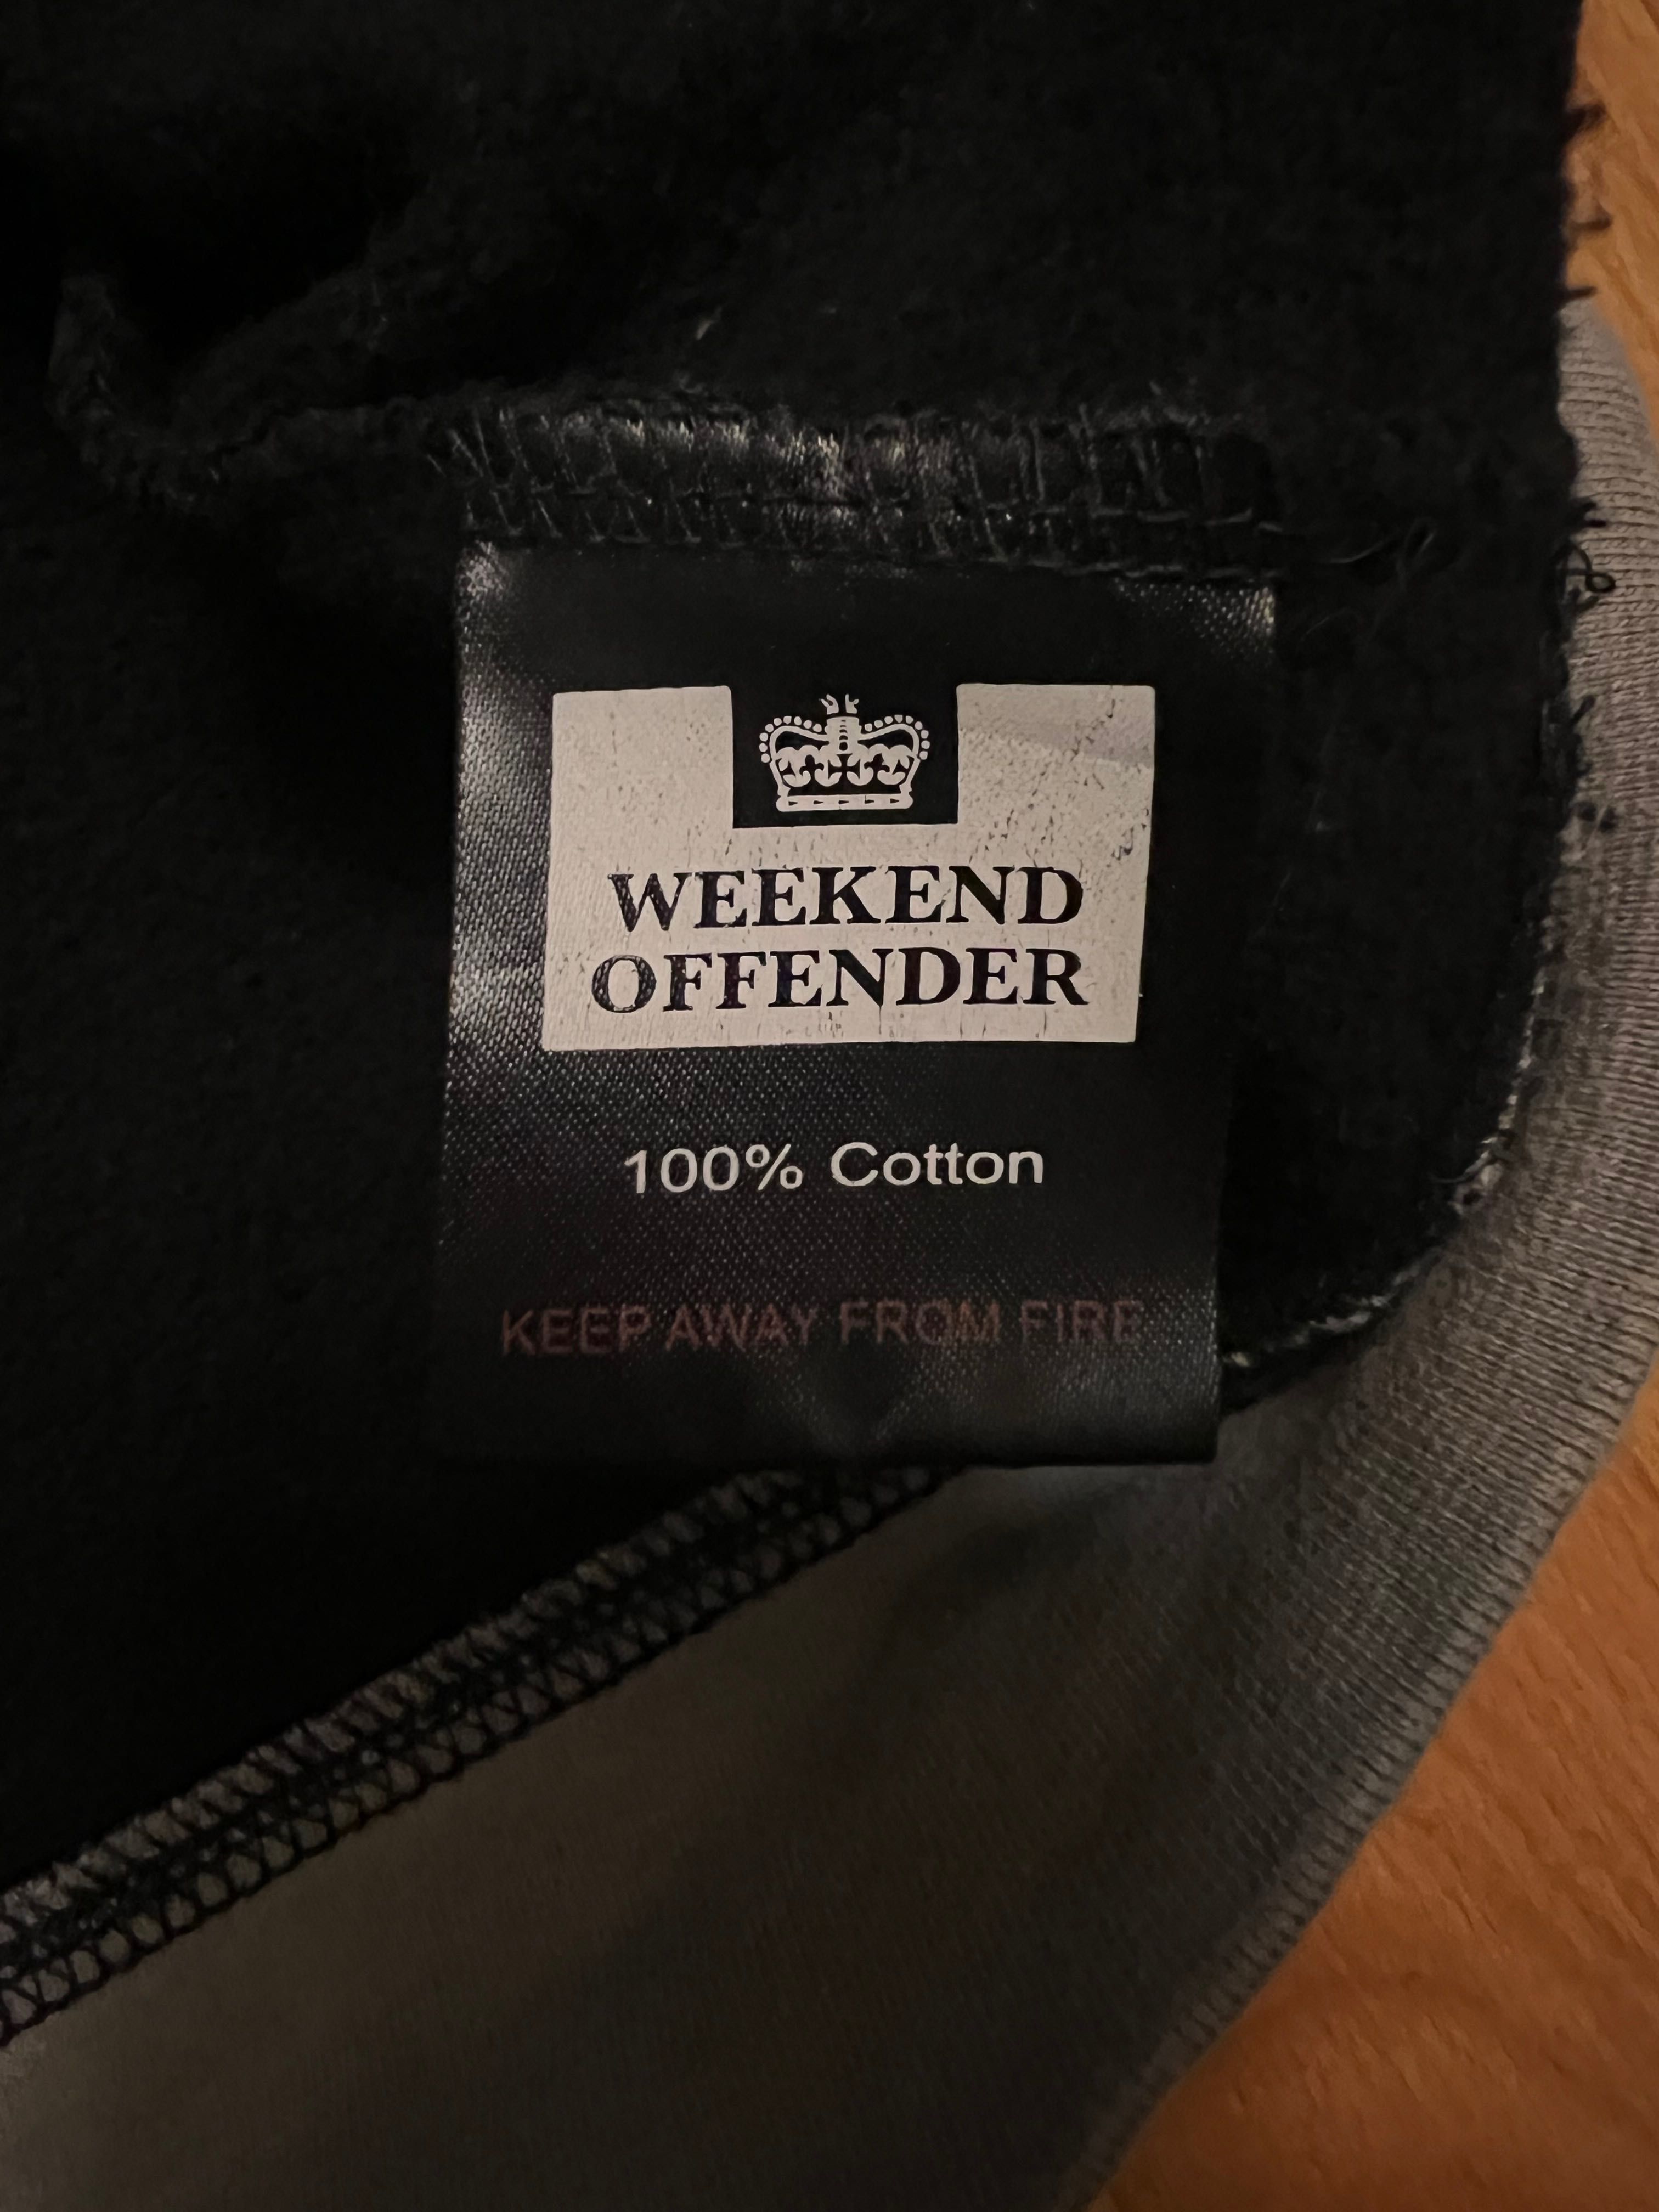 WEEKEND
OFFENDER
100% Cotton
KEEP AWAY FROM FIRE